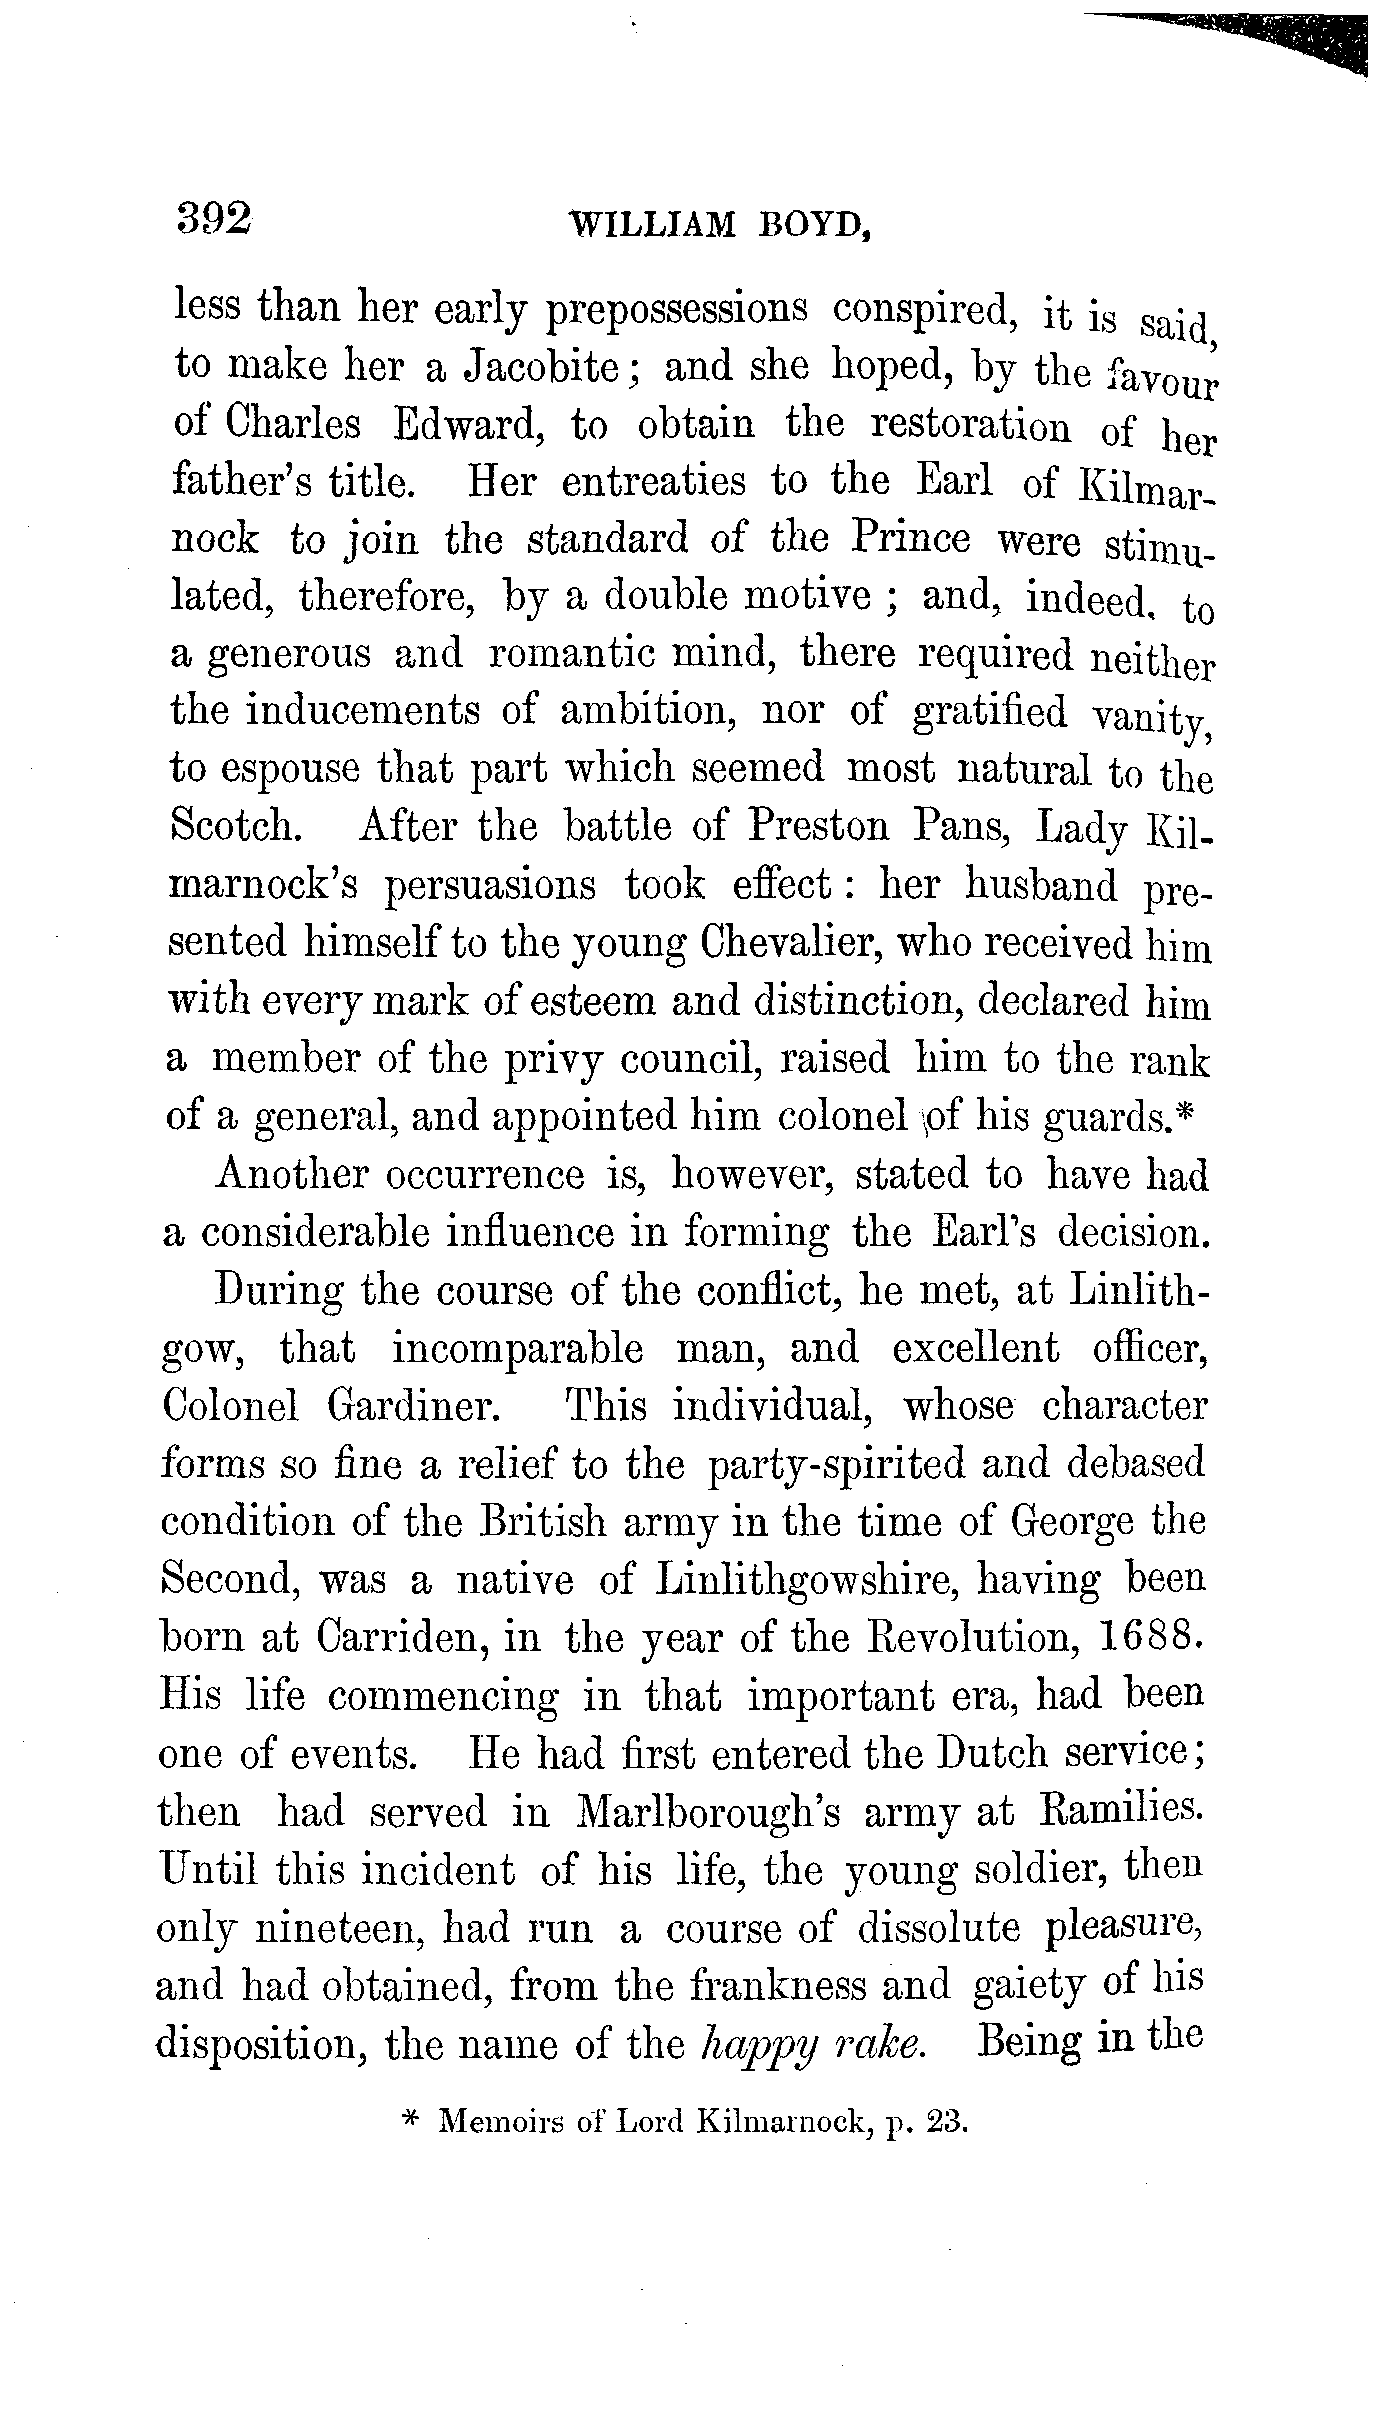 392 WILLIAM BOYD,
less than her early prepossessions conspired, it is said,
to make her a Jacobite; and she hoped, by the favour
of Charles Edward, to obtain the restoration of her
father's title. Her entreaties to the Earl of Kilmar-
nock to join the standard of the Prince were stimu-
lated, therefore, by a double motive ; and, indeed. to
a generous and romantic mind, there required neither
the inducements of ambition, nor of gratified vanity,
to espouse that part which seemed most natural to the
Scotch. After the battle of Preston Pans, Lady Kil-
marnock's persuasions took effect : her husband pre-
sented himself to the young Chevalier, who received him
with every mark of esteem and distinction, declared him
a member of the privy council, raised him to the rank
of a general, and appointed him colonel of his guards.*
Another occurrence is, however, stated to have had
a considerable influence in forming the Earl's decision.
During the course of the conflict, he met, at Linlith-
gow, that incomparable man, and excellent officer,
Colonel Gardiner. This individual, whose character
forms so fine a relief to the party-spirited and debased
condition of the British army in the time of George the
Second, was a native of Linlithgowshire, having been
born at Carriden, in the year of the Revolution, 1688.
His life commencing in that important era, had been
one of events. He had first entered the Dutch service;
then had served in Marlborough's army at Ramilies.
Until this incident of his life, the young soldier, then
only nineteen, had run a course of dissolute pleasure,
and had obtained, from the frankness and gaiety of his
disposition, the name of the happy rake. Being in the
* Memoirs of Lord Kilmarnock, p. 23.